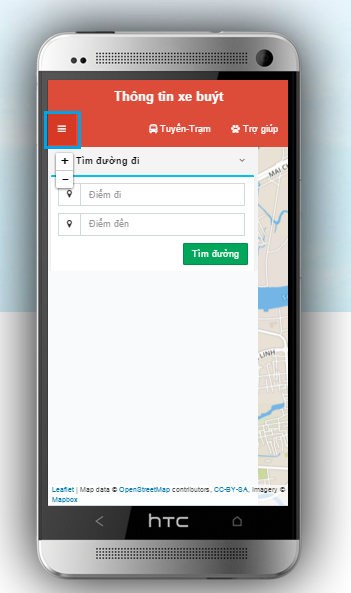 Thông tin xe buýt
Tuyến-Trạm Trợ giúp
+ Tìm đường đi
−
Điểm đi
Điểm đến
Tìm đường
MAI CH
LINH
Leaflet | Map data © OpenStreetMap contributors, CC-BY-SA, Imagery ©
Mapbox
hTC